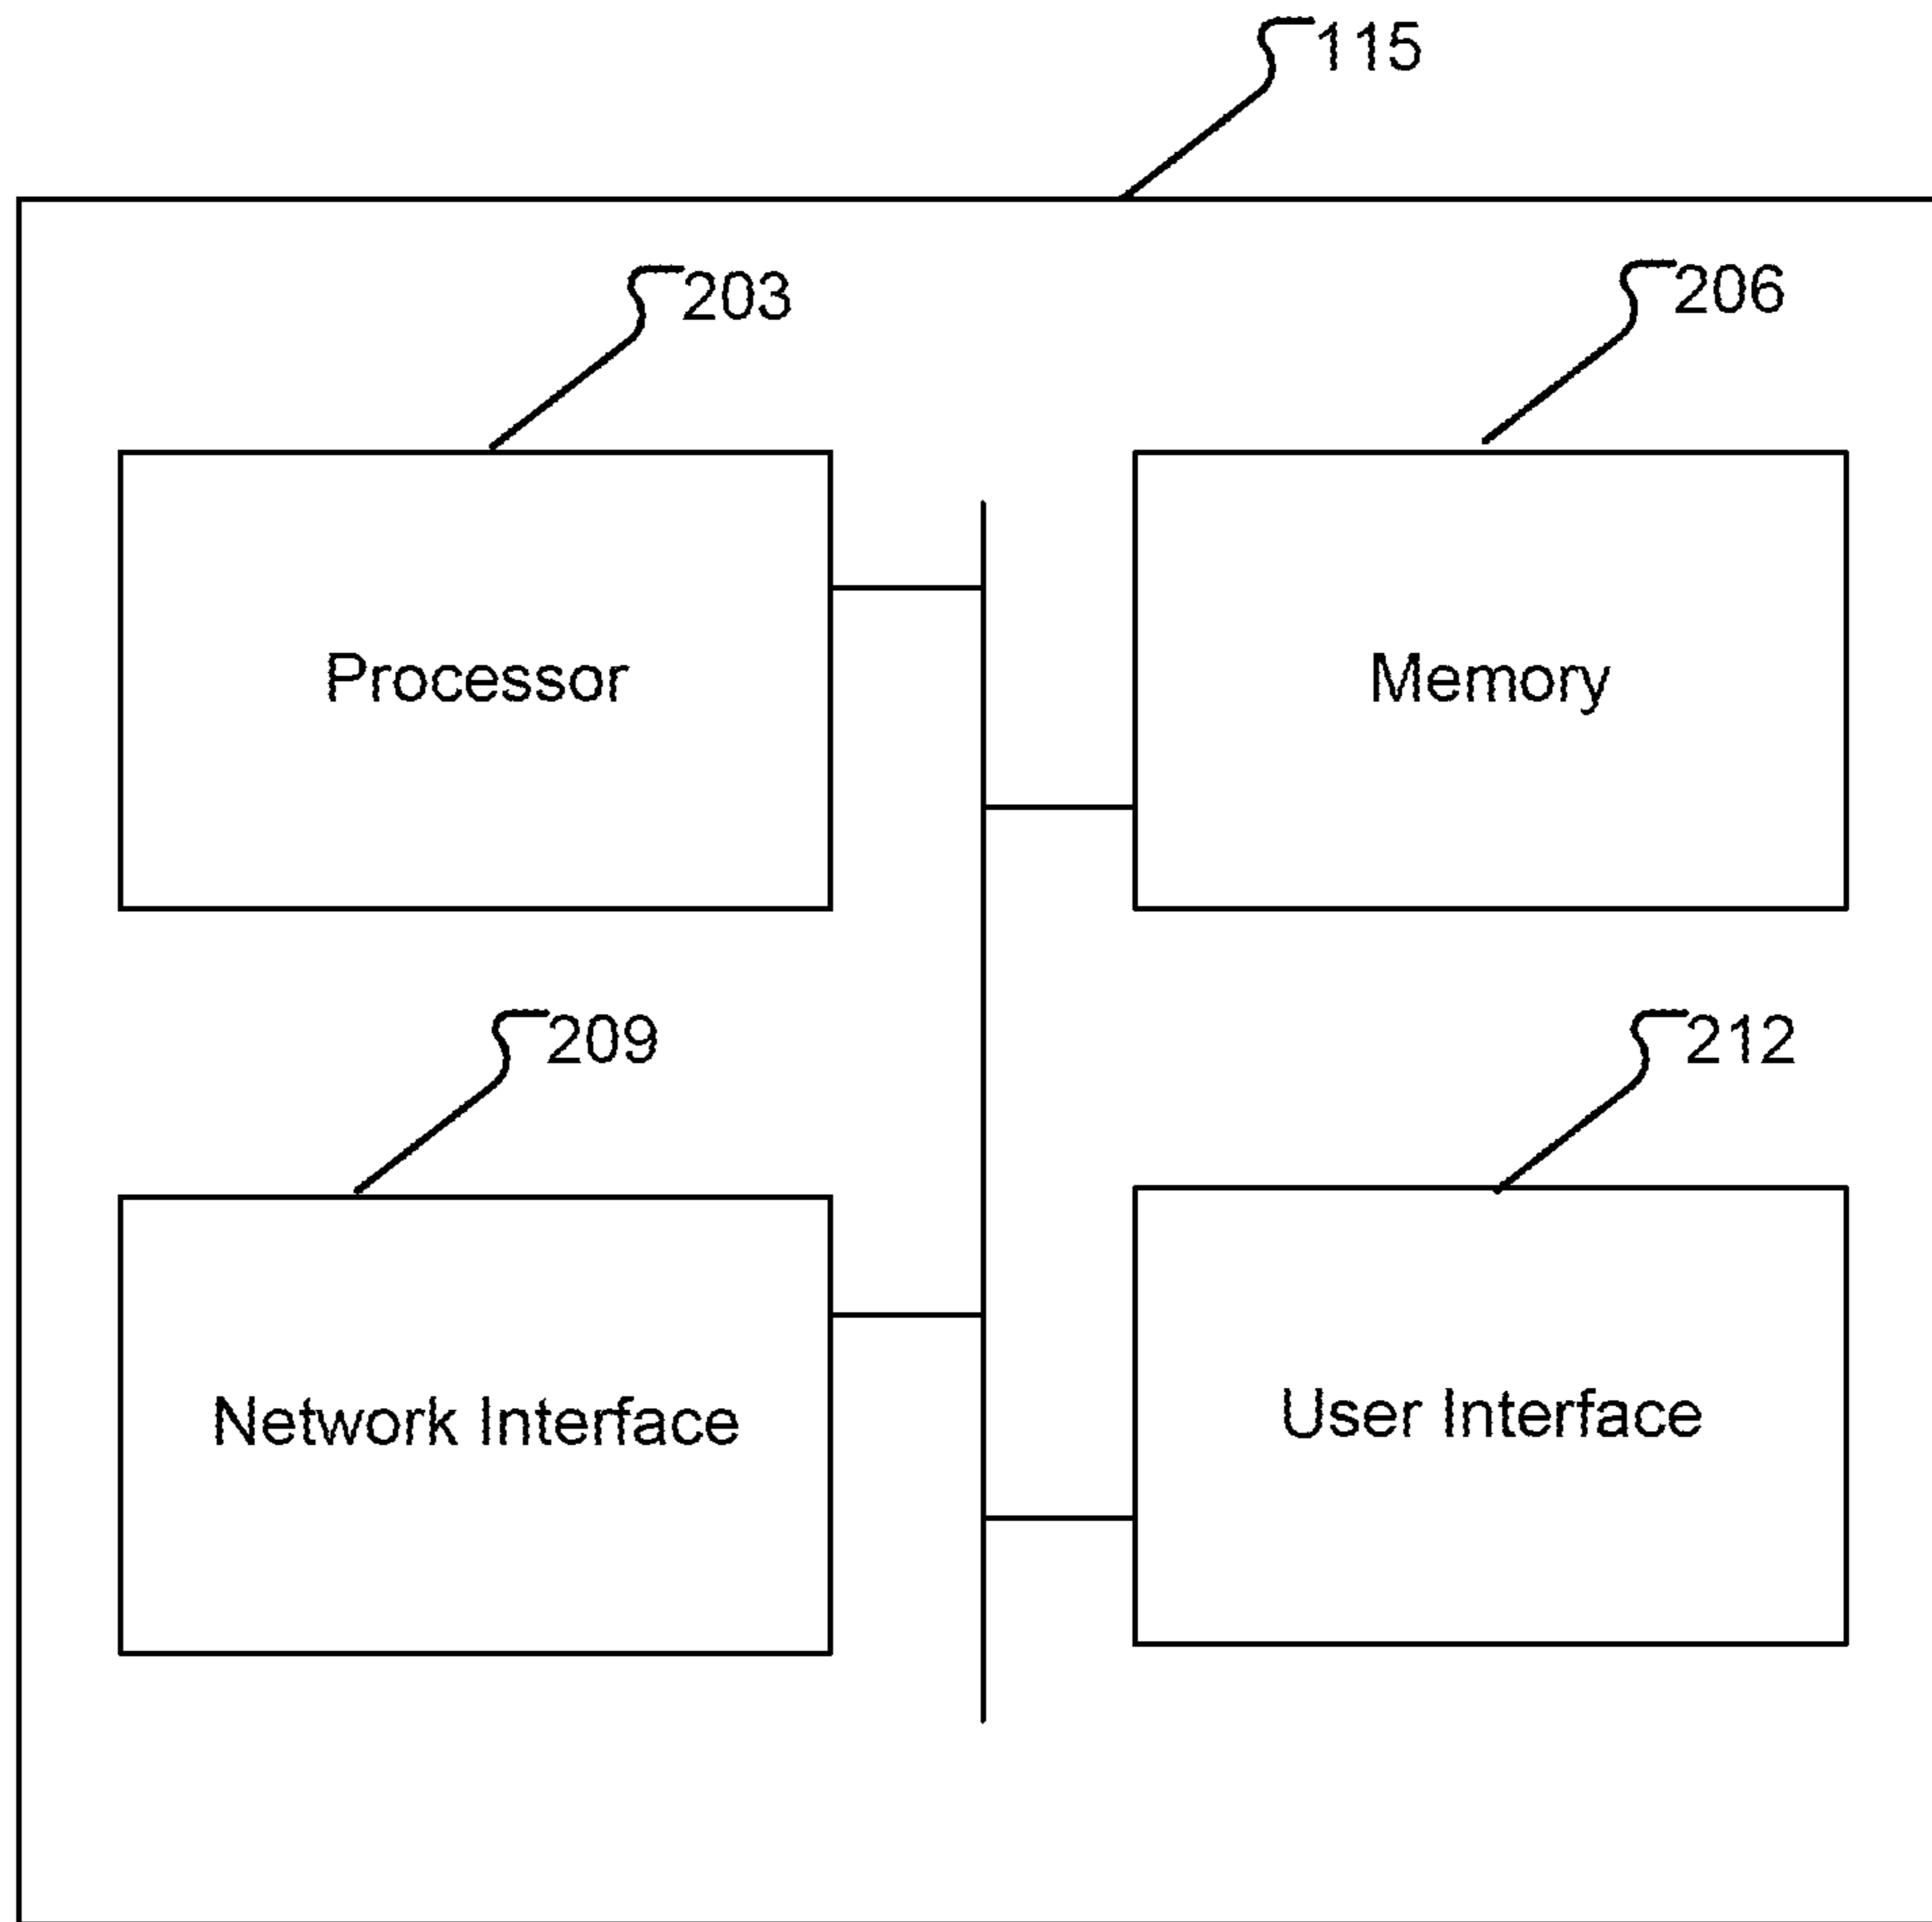 115
203
206
Processor
Memory
209
212
Network Interface
User Interface